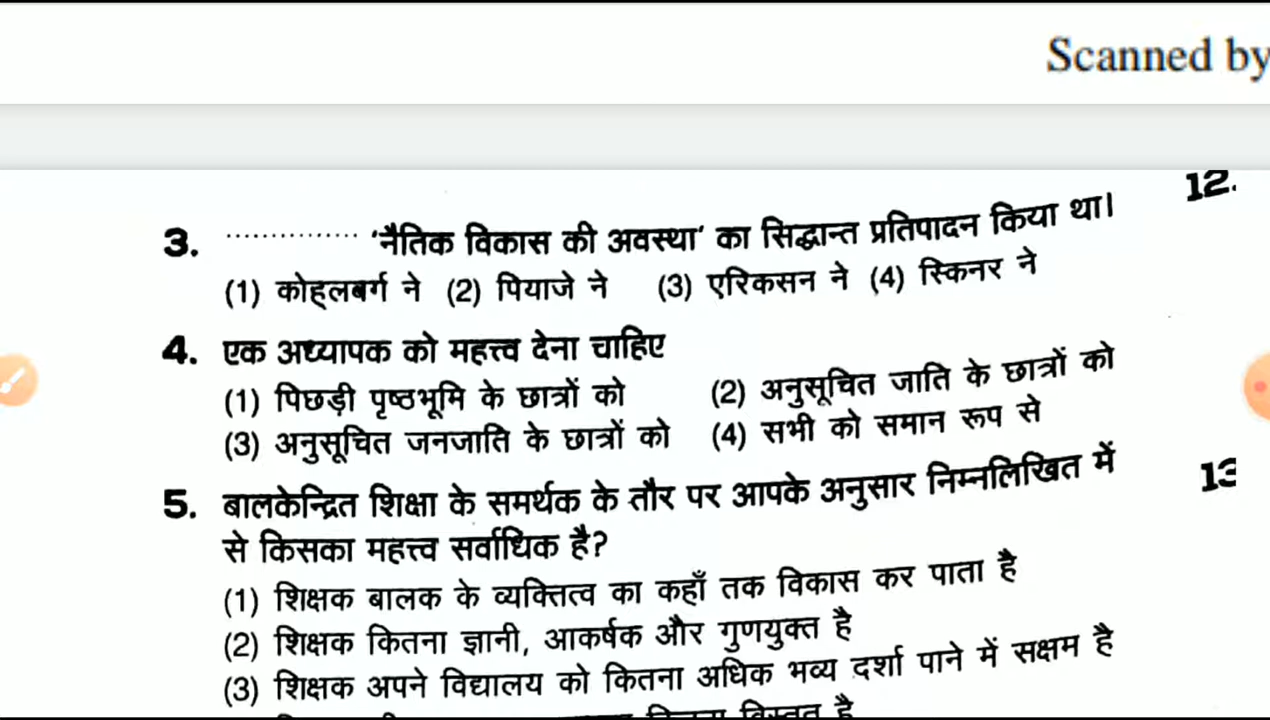 Scanned by
12.
3. ............... 'नैतिक विकास की अवस्था' का सिद्धान्त प्रतिपादन किया था।
(1) कोह्लबर्ग ने (2) पियाजे ने (3) एरिकसन ने (4) स्किनर ने
4. एक अध्यापक को महत्त्व देना चाहिए
(1) पिछड़ी पृष्ठभूमि के छात्रों को (2) अनुसूचित जाति के छात्रों को
(3) अनुसूचित जनजाति के छात्रों को (4) सभी को समान रूप से
13
5. बालकेन्द्रित शिक्षा के समर्थक के तौर पर आपके अनुसार निम्नलिखित में
से किसका महत्त्व सर्वाधिक है?
(1) शिक्षक बालक के व्यक्तित्व का कहाँ तक विकास कर पाता है
(2) शिक्षक कितना ज्ञानी, आकर्षक और गुणयुक्त है
(3) शिक्षक अपने विद्यालय को कितना अधिक भव्य दर्शा पाने में सक्षम है